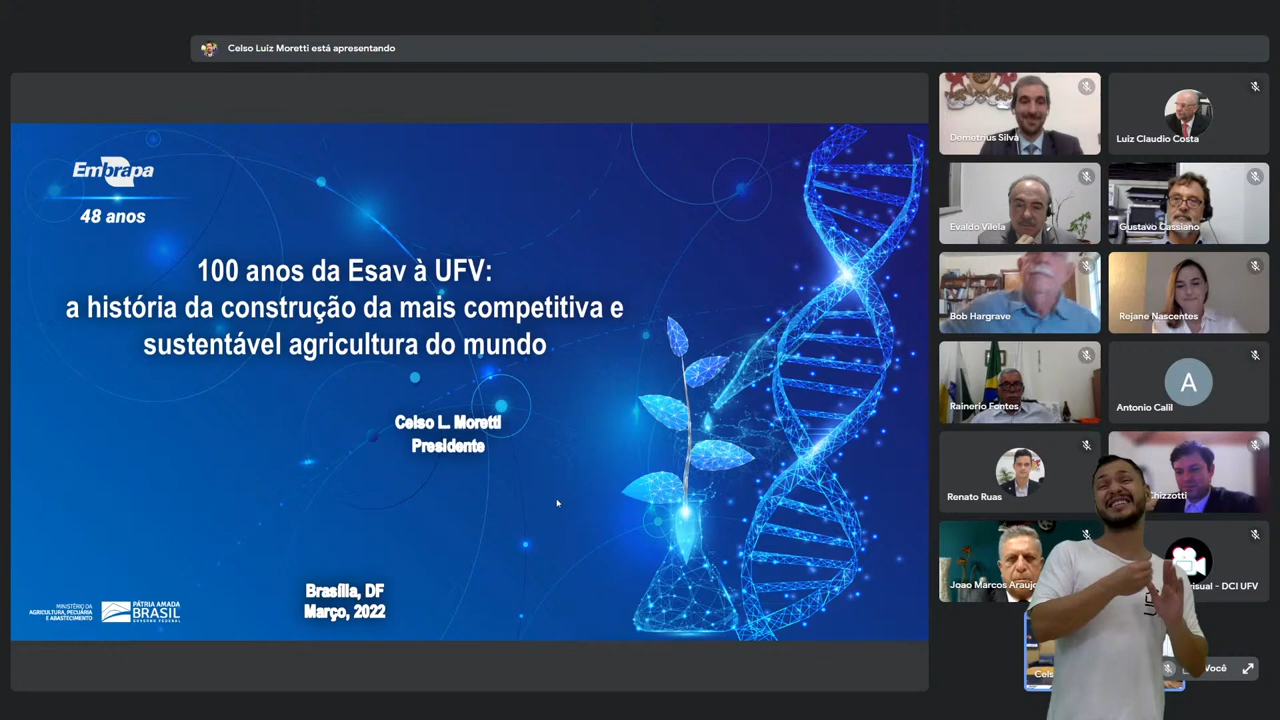 Celso Luiz Moretti está apresentando
Embrapa
48 anos
100 anos da Esav à UFV:
a história da construção da mais competitiva e
sustentável agricultura do mundo
Celso L. Moretti
Presidente
Brasília, DF
Março, 2022
MINISTÉRIO DA
AGRICULTURA, PECUÁRIA
E ABASTECIMENTO
PÁTRIA AMADA
BRASIL
GOVERNO FEDERAL
Demetrius Silva
Luiz Claudio Costa
Evaldo Vilela
Gustavo Cassiano
Bob Hargrave
Rejane Nascentes
Rainerio Fontes
A
Antonio Calil
Renato Ruas
Chizzotti
Joao Marcos Araujo
isual - DCI UFV
Cels
Você